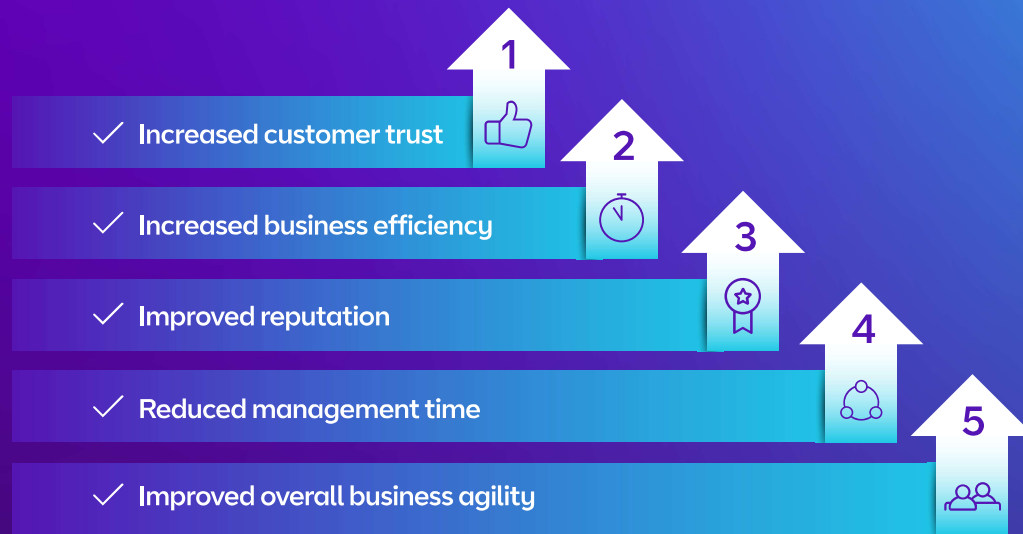 1
Increased customer trust
2
Increased business efficiency
3
Improved reputation
4
Reduced management time
5
Improved overall business agility